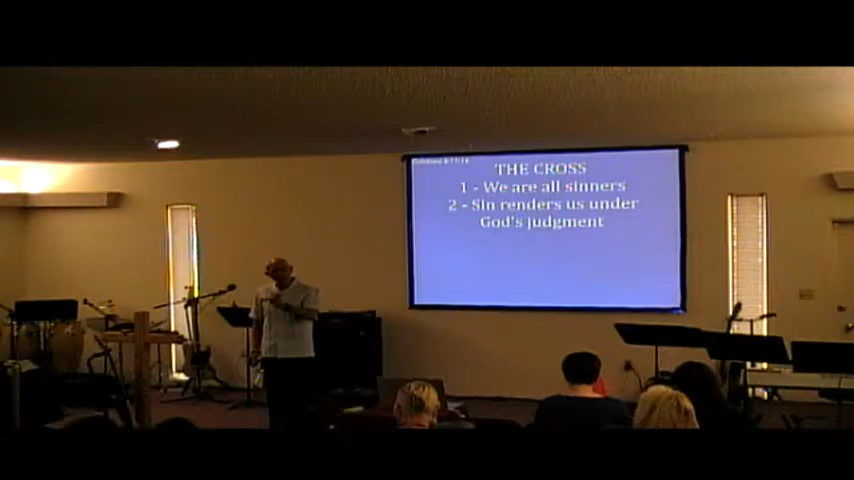 THE CROSS
1 - We are all sinners
2 - Sin renders us under
God's judgment